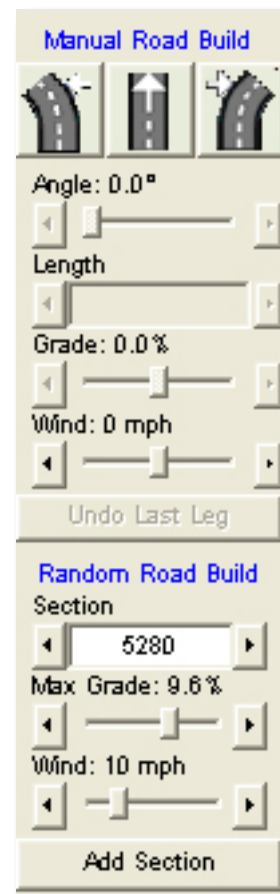 Manual Road Build
Angle: 0.0°
Length
Grade: 0.0%
Wind: 0 mph
Undo Last Leg
Random Road Build
Section
5280
Max Grade: 9.6%
Wind: 10 mph
Add Section